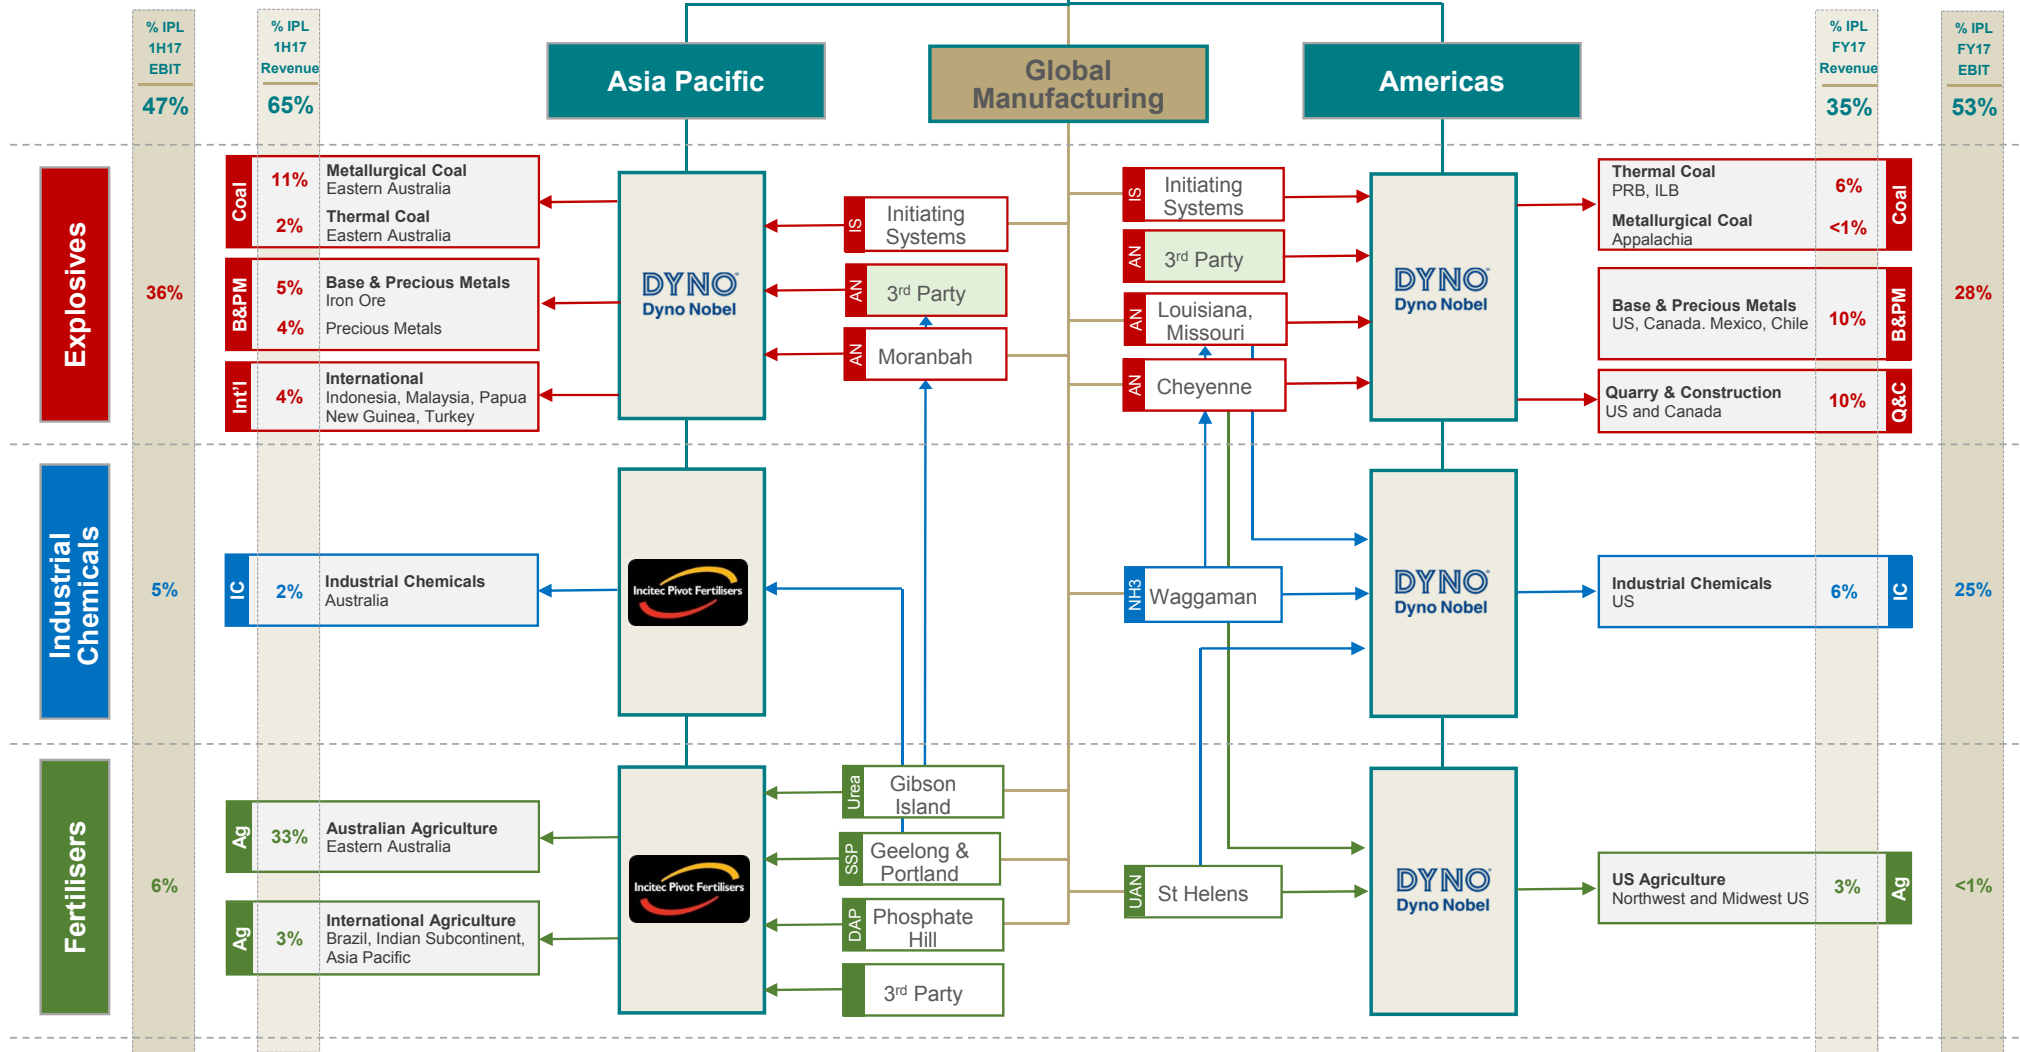 % IPL
1H17
EBIT
47%
% IPL
1H17
Revenue
65%
Asia Pacific
Global
Manufacturing
Americas
% IPL
FY17
Revenue
35%
% IPL
FY17
EBIT
53%
Explosives
36%
Coal
11%
Metallurgical Coal
Eastern Australia
2%
Thermal Coal
Eastern Australia
B&PM
5%
Base & Precious Metals
Iron Ore
4%
Precious Metals
Int'l
4%
International
Indonesia, Malaysia, Papua
New Guinea, Turkey
DYNO
Dyno Nobel
IS
Initiating
Systems
AN
3rd Party
AN
Moranbah
IS
Initiating
Systems
AN
3rd Party
AN
Louisiana,
Missouri
AN
Cheyenne
DYNO
Dyno Nobel
Thermal Coal
PRB, ILB
6%
Metallurgical Coal
Appalachia
<1%
Coal
Base & Precious Metals
US, Canada. Mexico, Chile
10%
B&PM
Quarry & Construction
US and Canada
10%
Q&C
28%
Industrial
Chemicals
5%
IC
2%
Industrial Chemicals
Australia
Incitec Pivot Fertilisers
NH3
Waggaman
DYNO
Dyno Nobel
Industrial Chemicals
US
6%
IC
25%
Fertilisers
6%
Ag
33%
Australian Agriculture
Eastern Australia
Ag
3%
International Agriculture
Brazil, Indian Subcontinent,
Asia Pacific
Incitec Pivot Fertilisers
Urea
Gibson
Island
SSP
Geelong &
Portland
DAP
Phosphate
Hill
3rd Party
UAN
St Helens
DYNO
Dyno Nobel
US Agriculture
Northwest and Midwest US
3%
Ag
<1%